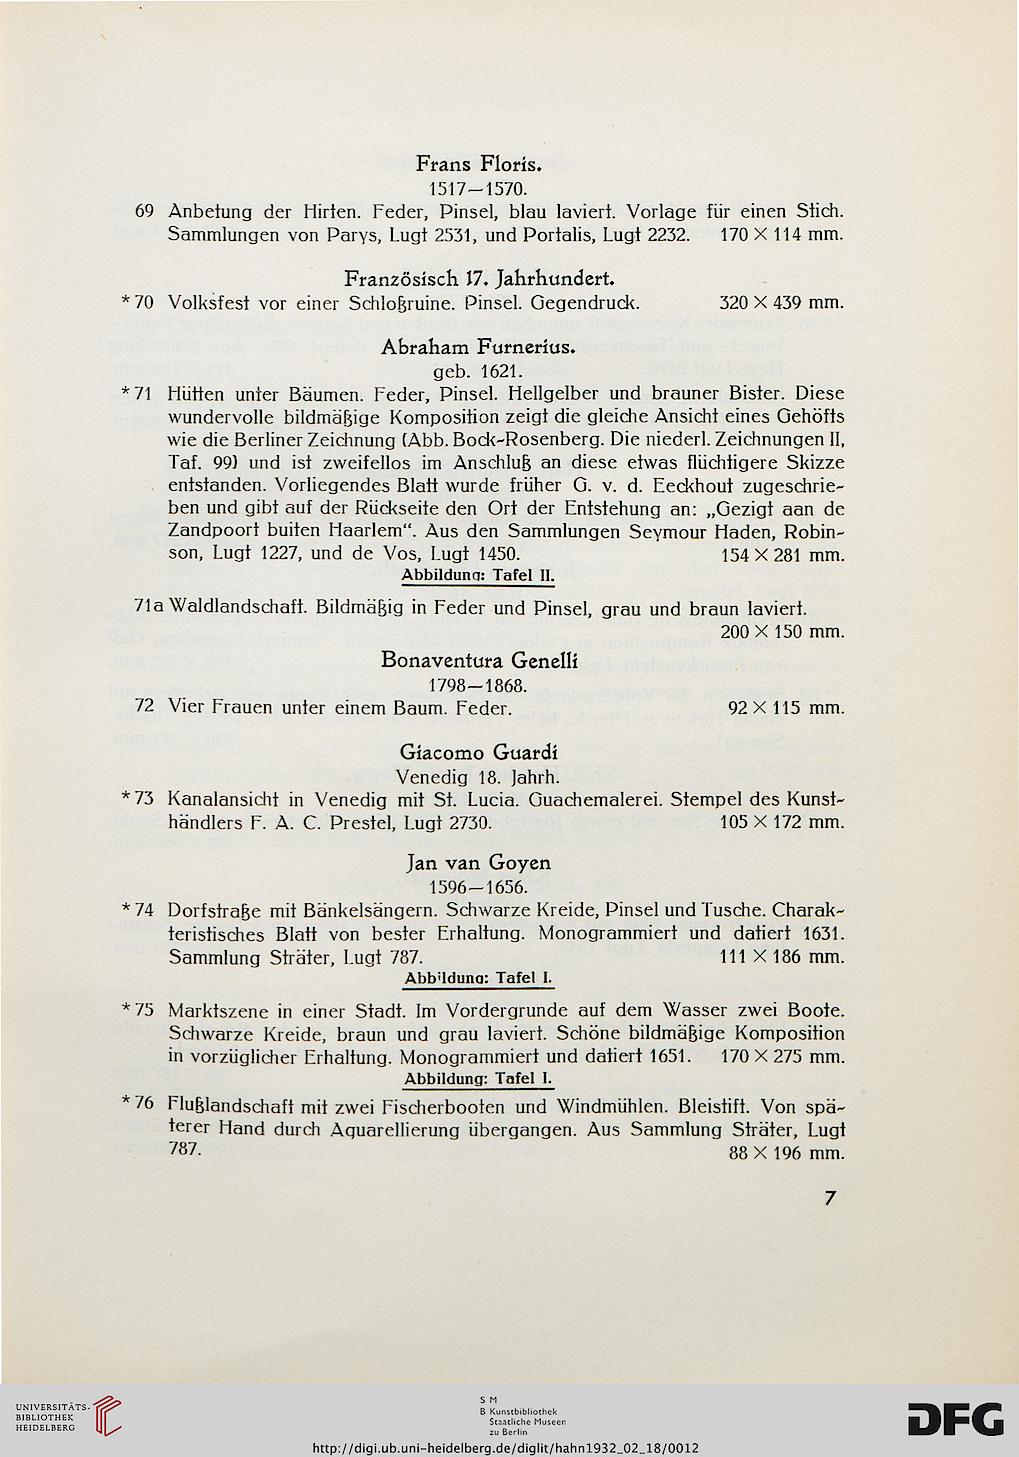 Frans Floris.
1517—1570.
69 Anbetung der Hirten. Feder, Pinsel, blau laviert. Vorlage für einen Stich.
Sammlungen von Parys, Lugt 2531, und Portalis, Lugt 2232. 170 × 114 mm.
Französisch 17. Jahrhundert.
*70 Volksfest vor einer Schloßruine. Pinsel. Gegendruck. 320 × 439 mm.
Abraham Furnerius.
geb. 1621.
*71 Hütten unter Bäumen. Feder, Pinsel. Hellgelber und brauner Bister. Diese
wundervolle bildmäßige Komposition zeigt die gleiche Ansicht eines Gehöfts
wie die Berliner Zeichnung (Abb. Bock-Rosenberg. Die niederl. Zeichnungen II,
Taf. 99) und ist zweifellos im Anschluß an diese etwas flüchtigere Skizze
entstanden. Vorliegendes Blatt wurde früher G. v. d. Eeckhout zugeschrie-
ben und gibt auf der Rückseite den Ort der Entstehung an: „Gezigt aan de
Zandpoort buiten Haarlem“. Aus den Sammlungen Seymour Haden, Robin-
son, Lugt 1227, und de Vos, Lugt 1450. 154 × 281 mm.
Abbildung: Tafel II.
71a Waldlandschaft. Bildmäßig in Feder und Pinsel, grau und braun laviert.
200 × 150 mm.
Bonaventura Genelli
1798—1868.
72 Vier Frauen unter einem Baum. Feder. 92 × 115 mm.
Giacomo Guardi
Venedig 18. Jahrh.
*73 Kanalansicht in Venedig mit St. Lucia. Guachemalerei. Stempel des Kunst-
händlers F. A. C. Prestel, Lugt 2730. 105 × 172 mm.
Jan van Goyen
1596—1656.
*74 Dorfstraße mit Bänkelsängern. Schwarze Kreide, Pinsel und Tusche. Charak-
teristisches Blatt von bester Erhaltung. Monogrammiert und datiert 1631.
Sammlung Sträter, Lugt 787. 111 × 186 mm.
Abbildung: Tafel I.
*75 Marktszene in einer Stadt. Im Vordergrunde auf dem Wasser zwei Boote.
Schwarze Kreide, braun und grau laviert. Schöne bildmäßige Komposition
in vorzüglicher Erhaltung. Monogrammiert und datiert 1651. 170 × 275 mm.
Abbildung: Tafel I.
*76 Flußlandschaft mit zwei Fischerbooten und Windmühlen. Bleistift. Von spä-
terer Hand durch Aquarellierung übergangen. Aus Sammlung Sträter, Lugt
787. 88 × 196 mm.
7
UNIVERSITÄTS-
BIBLIOTHEK
HEIDELBERG
S M
B Kunstbibliothek
Staatliche Museen
zu Berlin
http://digi.ub.uni-heidelberg.de/diglit/hahn1932_02_18/0012
DFG